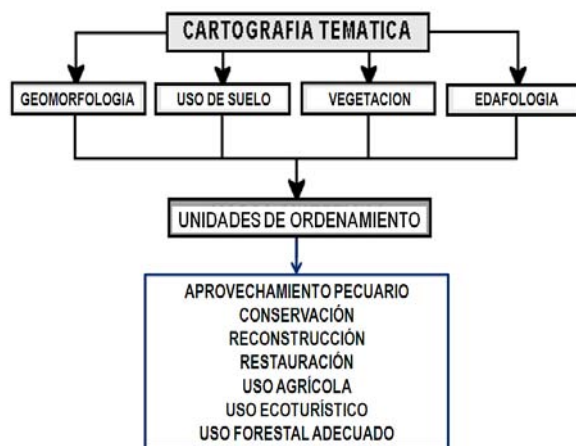 CARTOGRAFIA TEMATICA
GEOMORFOLOGIA
USO DE SUELO
VEGETACION
EDAFOLOGIA
UNIDADES DE ORDENAMIENTO
APROVECHAMIENTO PECUARIO
CONSERVACIÓN
RECONSTRUCCIÓN
RESTAURACIÓN
USO AGRÍCOLA
USO ECOTURÍSTICO
USO FORESTAL ADECUADO